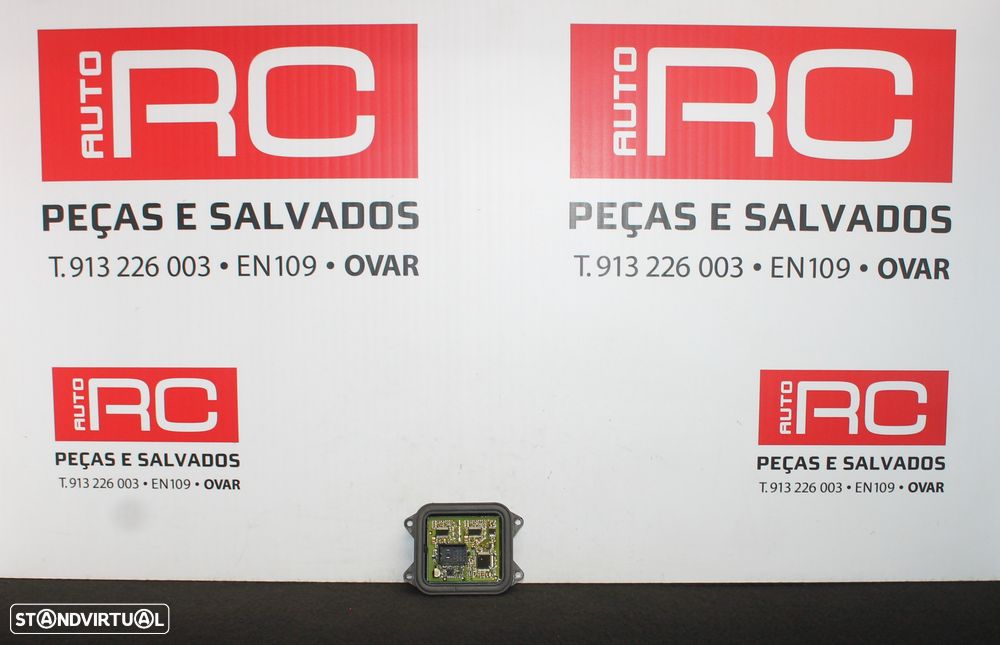 AUTO RC
PEÇAS E SALVADOS
T. 913 226 003 • EN109 • OVAR
AUTO RC
PEÇAS E SALVADOS
T. 913 226 003 • EN109 • OVAR
AUTO RC
PEÇAS E SALVADOS
T. 913 226 003 • EN109 • OVAR
AUTO RC
PEÇAS E SALVADOS
T. 913 226 003 • EN109 • OVAR
STANDVIRTUAL